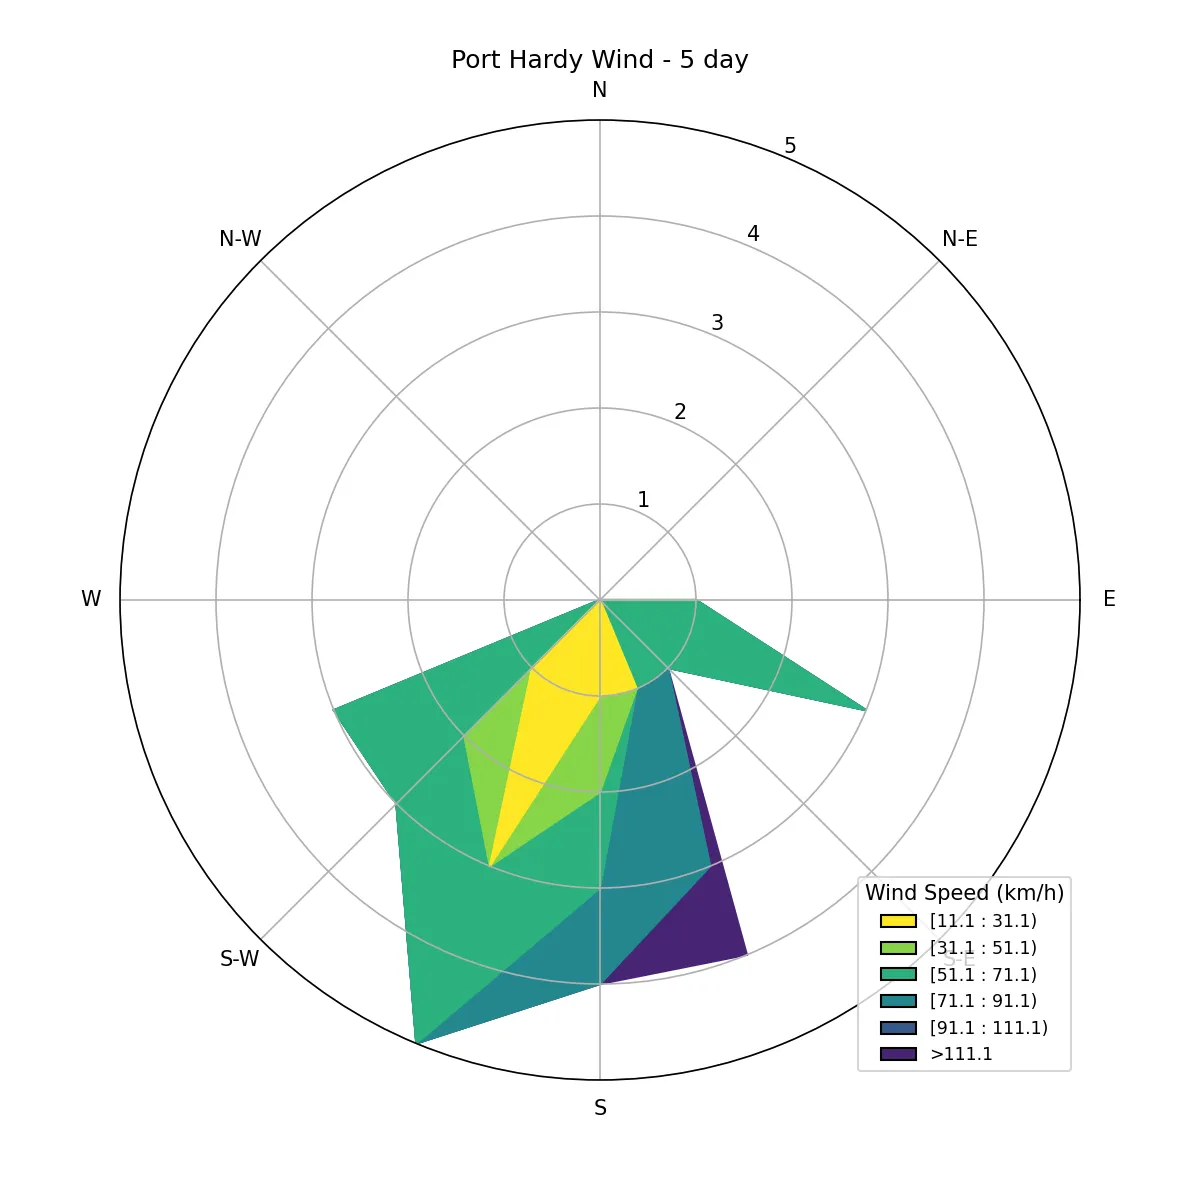 Port Hardy Wind - 5 day
N
5
N-W
N-E
4
3
2
1
W
E
Wind Speed (km/h)
[11.1 : 31.1)
[31.1 : 51.1)
S-W
S-E
[51.1 : 71.1)
[71.1 : 91.1)
[91.1 : 111.1)
>111.1
S